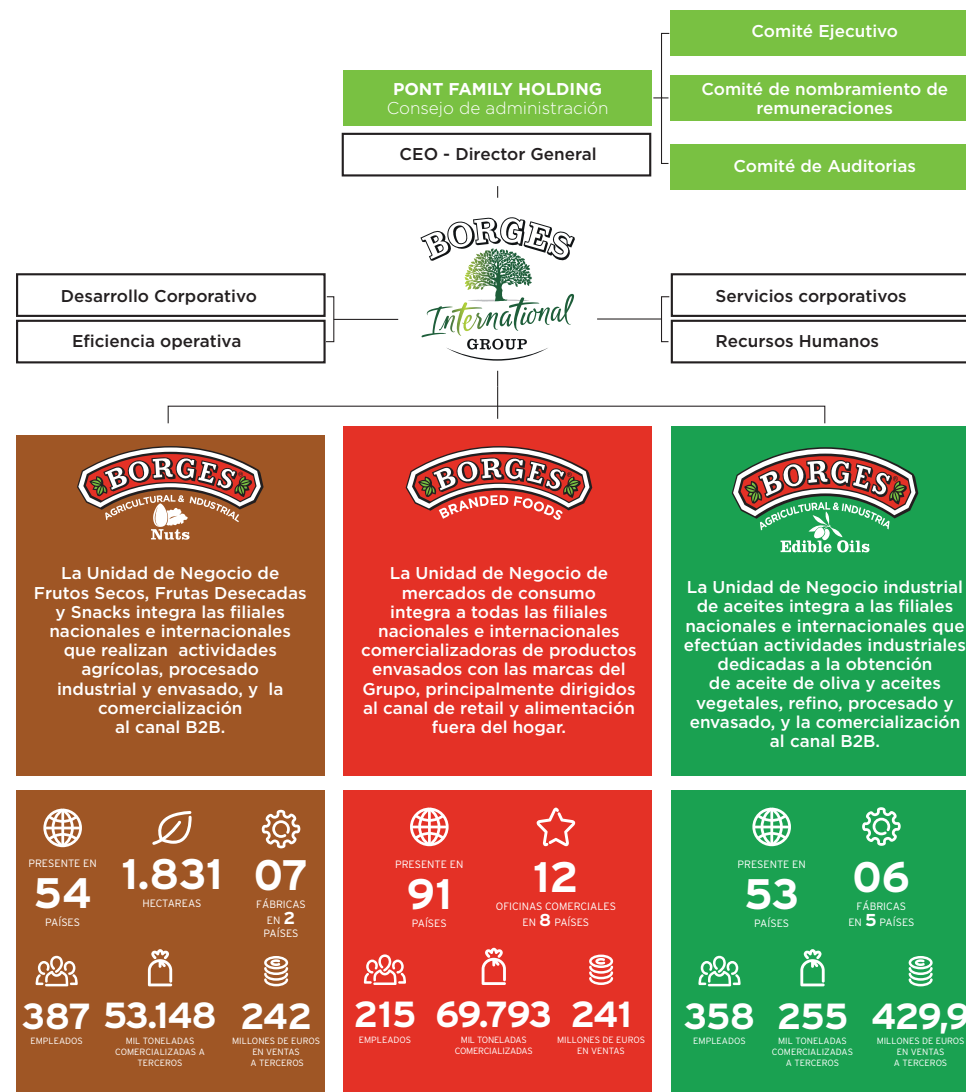 Comité Ejecutivo
PONT FAMILY HOLDING
Consejo de administración
Comité de nombramiento de
remuneraciones
CEO - Director General
Comité de Auditorias
BORGES
International
GROUP
Desarrollo Corporativo
Eficiencia operativa
Servicios corporativos
Recursos Humanos
BORGES
AGRICULTURAL & NDUSTRIAL
Nuts
La Unidad de Negocio de
Frutos Secos, Frutas Desecadas
y Snacks integra las filiales
nacionales e internacionales
que realizan actividades
agrícolas, procesado
industrial y envasado, y la
comercialización
al canal B2B.
BORGES
BRANDED FOODS
La Unidad de Negocio de
mercados de consumo
integra a todas las filiales
nacionales e internacionales
comercializadoras de productos
envasados con las marcas del
Grupo, principalmente dirigidos
al canal de retail y alimentación
fuera del hogar.
BORGES
AGRICULTURAL & INDUSTRIA
Edible Oils
La Unidad de Negocio industrial
de aceites integra a las filiales
nacionales e internacionales que
efectúan actividades industriales
dedicadas a la obtención
de aceite de oliva y aceites
vegetales, refino, procesado y
envasado, y la comercialización
al canal B2B.
PRESENTE EN
54
PAÍSES
1.831
HECTAREAS
07
FÁBRICAS
EN 2
PAÍSES
387
EMPLEADOS
53.148
MIL TONELADAS
COMERCIALIZADAS A
TERCEROS
242
MILLONES DE EUROS
EN VENTAS
A TERCEROS
PRESENTE EN
91
PAÍSES
12
OFICINAS COMERCIALES
EN 8 PAÍSES
215
EMPLEADOS
69.793
MIL TONELADAS
COMERCIALIZADAS
241
MILLONES DE EUROS
EN VENTAS
PRESENTE EN
53
PAÍSES
06
FÁBRICAS
EN 5 PAÍSES
358
EMPLEADOS
255
MIL TONELADAS
COMERCIALIZADAS
A TERCEROS
429,9
MILLONES DE EUROS
EN VENTAS
A TERCEROS